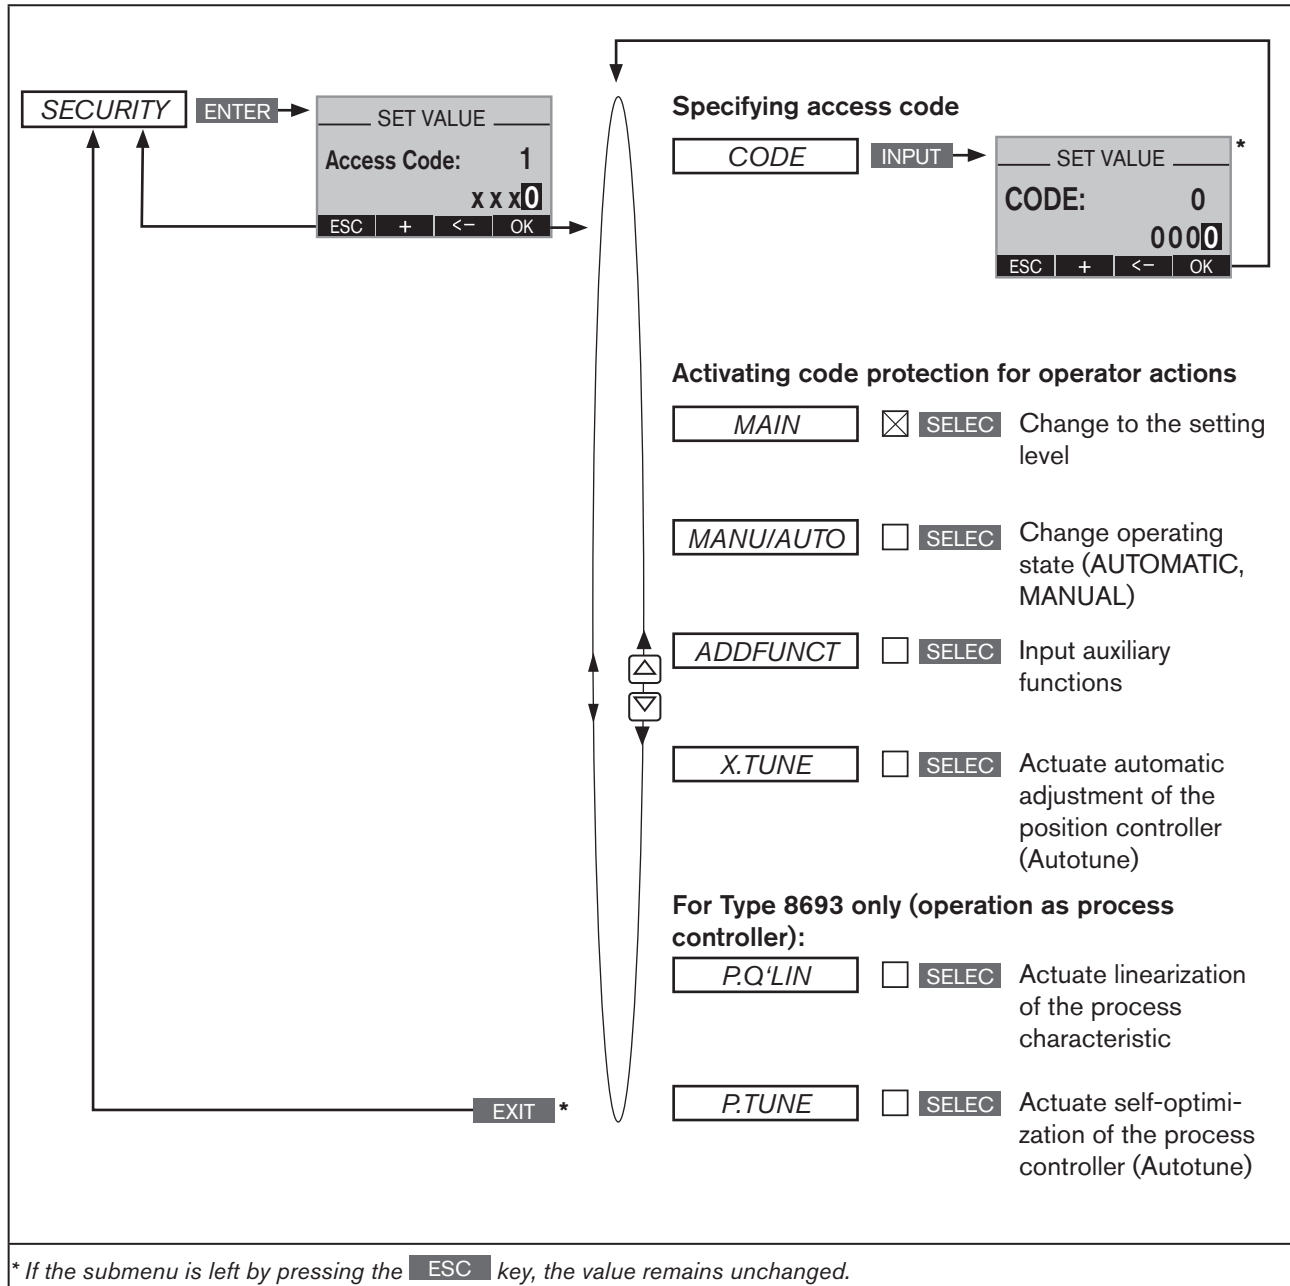 SECURITY ENTER
SET VALUE
Access Code: 1
x x x0
ESC + <– OK
Specifying access code
CODE INPUT
SET VALUE *
CODE: 0
0000
ESC + <– OK
Activating code protection for operator actions
MAIN SELEC Change to the setting
level
MANU/AUTO SELEC Change operating
state (AUTOMATIC,
MANUAL)
ADDFUNCT SELEC Input auxiliary
functions
X.TUNE SELEC Actuate automatic
adjustment of the
position controller
(Autotune)
For Type 8693 only (operation as process
controller):
P.Q‘LIN SELEC Actuate linearization
of the process
characteristic
EXIT *
P.TUNE SELEC Actuate self-optimi-
zation of the process
controller (Autotune)
* If the submenu is left by pressing the ESC key, the value remains unchanged.